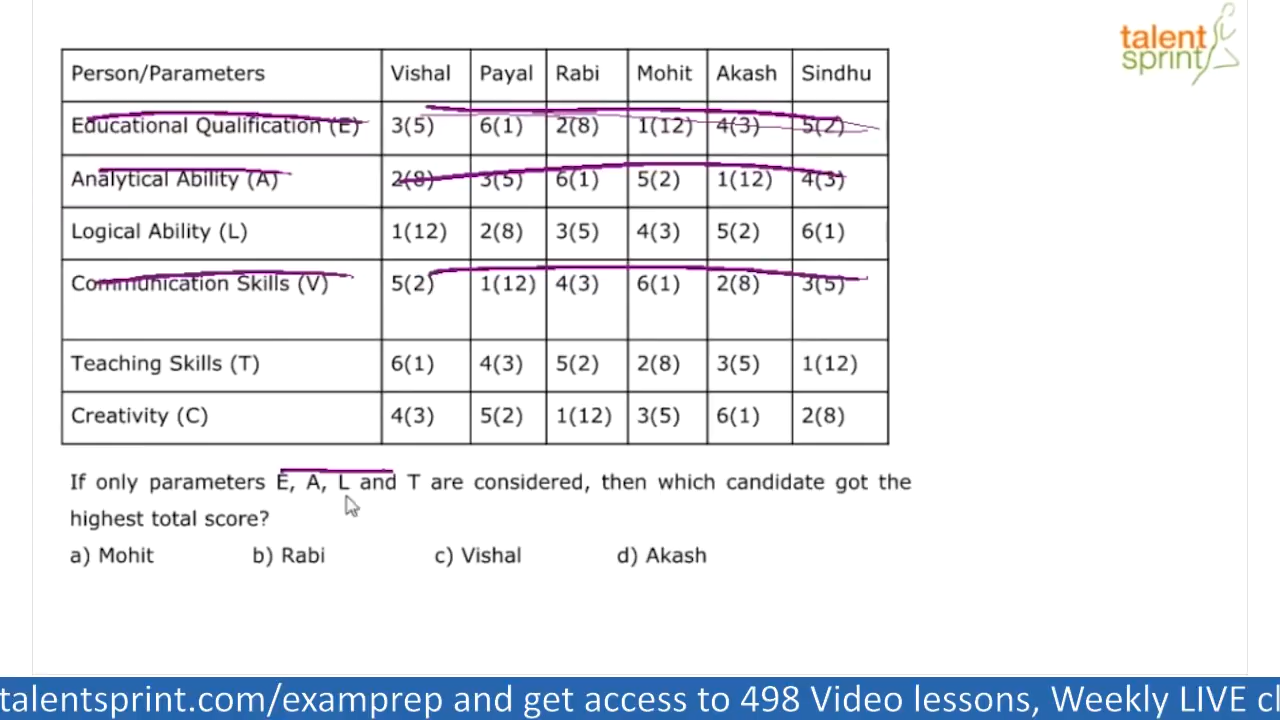 talent
sprint
Person/Parameters Vishal Payal Rabi Mohit Akash Sindhu
Educational Qualification (E) 3(5) 6(1) 2(8) 1(12) 4(3) 5(2)
Analytical Ability (A) 2(8) 3(5) 6(1) 5(2) 1(12) 4(3)
Logical Ability (L) 1(12) 2(8) 3(5) 4(3) 5(2) 6(1)
Communication Skills (V) 5(2) 1(12) 4(3) 6(1) 2(8) 3(5)
Teaching Skills (T) 6(1) 4(3) 5(2) 2(8) 3(5) 1(12)
Creativity (C) 4(3) 5(2) 1(12) 3(5) 6(1) 2(8)
If only parameters E, A, L and T are considered, then which candidate got the
highest total score?
a) Mohit b) Rabi c) Vishal d) Akash
talentsprint.com/examprep and get access to 498 Video lessons, Weekly LIVE cl